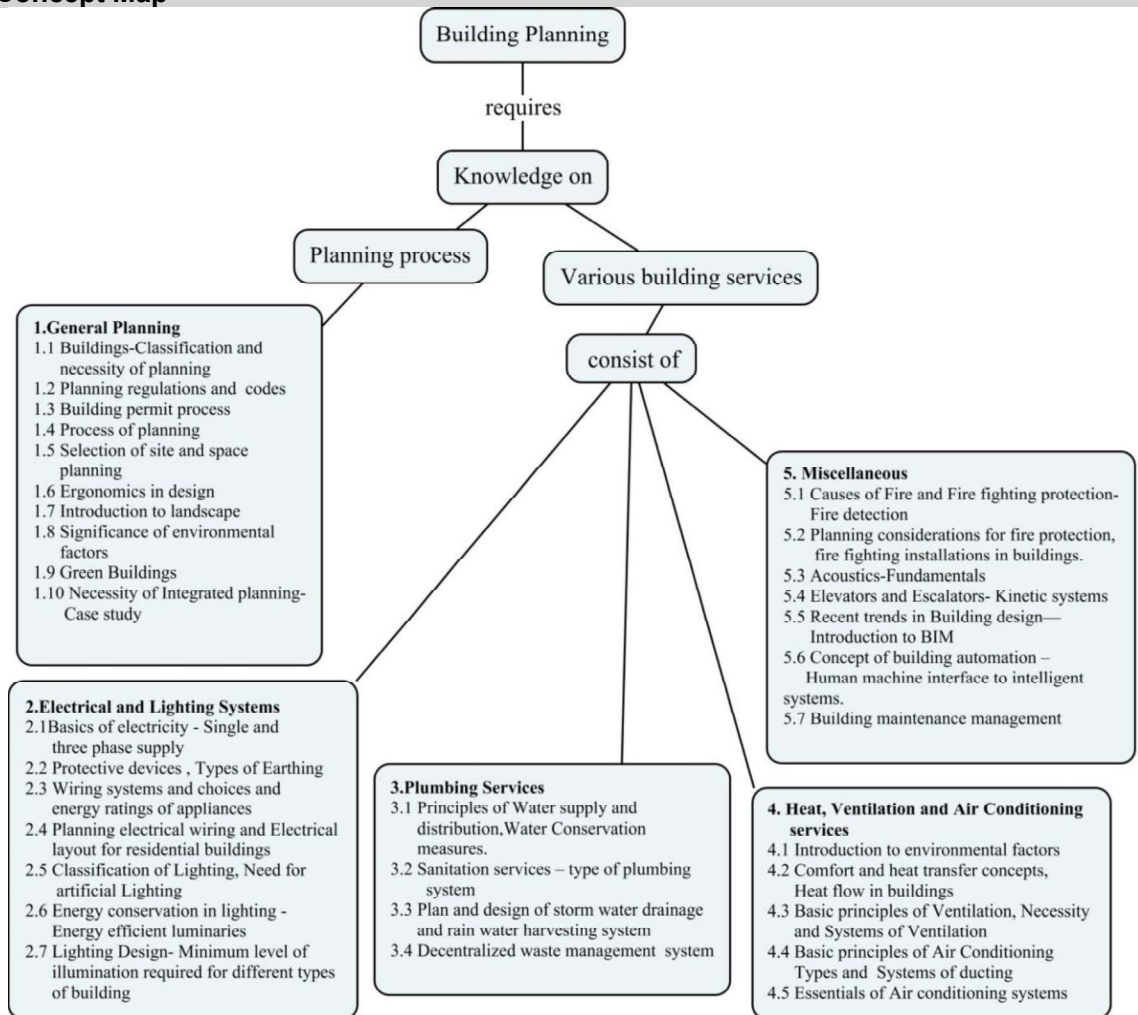 Concept Map
Building Planning
requires
Knowledge on
Planning process
Various building services
consist of
1.General Planning
1.1 Buildings-Classification and
necessity of planning
1.2 Planning regulations and codes
1.3 Building permit process
1.4 Process of planning
1.5 Selection of site and space
planning
1.6 Ergonomics in design
1.7 Introduction to landscape
1.8 Significance of environmental
factors
1.9 Green Buildings
1.10 Necessity of Integrated planning-
Case study
2.Electrical and Lighting Systems
2.1Basics of electricity - Single and
three phase supply
2.2 Protective devices , Types of Earthing
2.3 Wiring systems and choices and
energy ratings of appliances
2.4 Planning electrical wiring and Electrical
layout for residential buildings
2.5 Classification of Lighting, Need for
artificial Lighting
2.6 Energy conservation in lighting -
Energy efficient luminaries
2.7 Lighting Design- Minimum level of
illumination required for different types
of building
3.Plumbing Services
3.1 Principles of Water supply and
distribution,Water Conservation
measures.
3.2 Sanitation services – type of plumbing
system
3.3 Plan and design of storm water drainage
and rain water harvesting system
3.4 Decentralized waste management system
4. Heat, Ventilation and Air Conditioning
services
4.1 Introduction to environmental factors
4.2 Comfort and heat transfer concepts,
Heat flow in buildings
4.3 Basic principles of Ventilation, Necessity
and Systems of Ventilation
4.4 Basic principles of Air Conditioning
Types and Systems of ducting
4.5 Essentials of Air conditioning systems
5. Miscellaneous
5.1 Causes of Fire and Fire fighting protection-
Fire detection
5.2 Planning considerations for fire protection,
fire fighting installations in buildings.
5.3 Acoustics-Fundamentals
5.4 Elevators and Escalators- Kinetic systems
5.5 Recent trends in Building design—
Introduction to BIM
5.6 Concept of building automation –
Human machine interface to intelligent
systems.
5.7 Building maintenance management